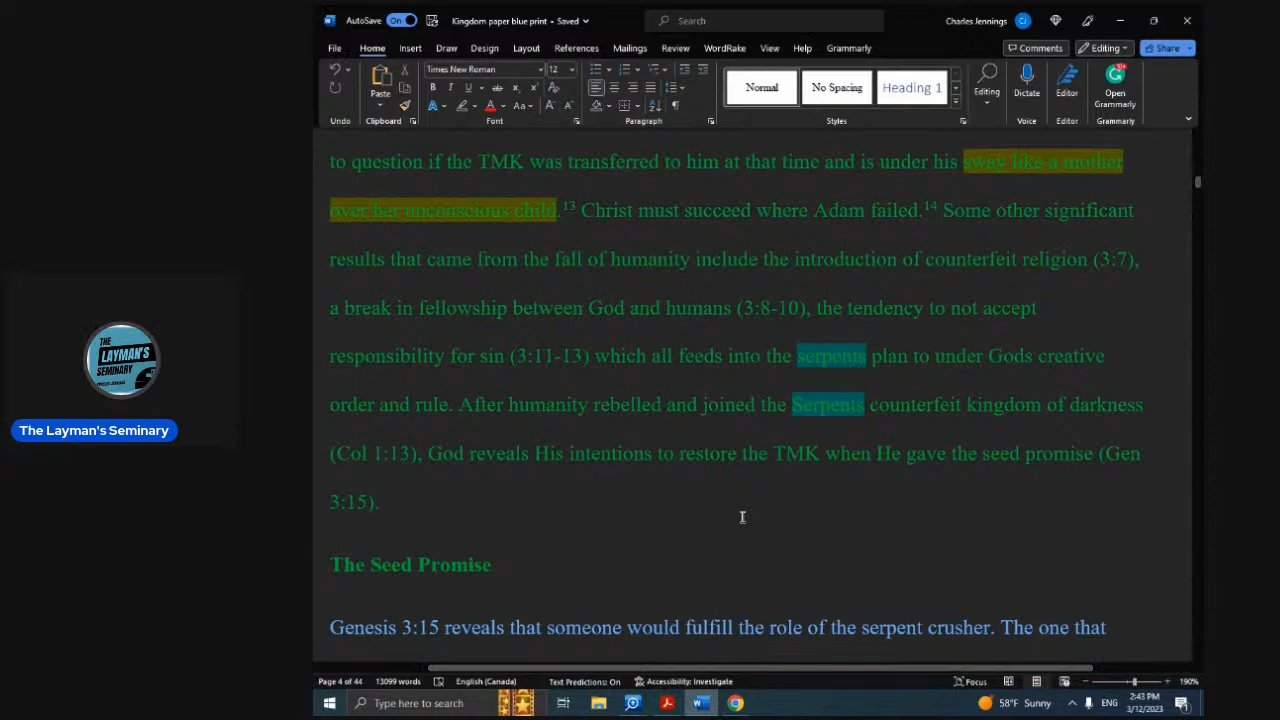 AutoSave On Kingdom paper blue print - Saved Search Charles Jennings CJ
File Home Insert Draw Design Layout References Mailings Review WordRake View Help Grammarly Comments Editing Share
Times New Roman 12
Paste Normal No Spacing Heading 1 Editing Dictate Editor Open Grammarly
Undo Clipboard Font Paragraph Styles Voice Editor Grammarly
to question if the TMK was transferred to him at that time and is under his sway like a mother
over her unconscious child.13 Christ must succeed where Adam failed.14 Some other significant
results that came from the fall of humanity include the introduction of counterfeit religion (3:7),
a break in fellowship between God and humans (3:8-10), the tendency to not accept
responsibility for sin (3:11-13) which all feeds into the serpents plan to under Gods creative
order and rule. After humanity rebelled and joined the Serpents counterfeit kingdom of darkness
(Col 1:13), God reveals His intentions to restore the TMK when He gave the seed promise (Gen
3:15).
The Seed Promise
Genesis 3:15 reveals that someone would fulfill the role of the serpent crusher. The one that
THE
LAYMAN'S
SEMINARY
The Layman's Seminary
Page 4 of 44 13099 words English (Canada) Text Predictions: On Accessibility: Investigate Focus 190%
Type here to search 58°F Sunny ENG 2:43 PM
3/12/2023